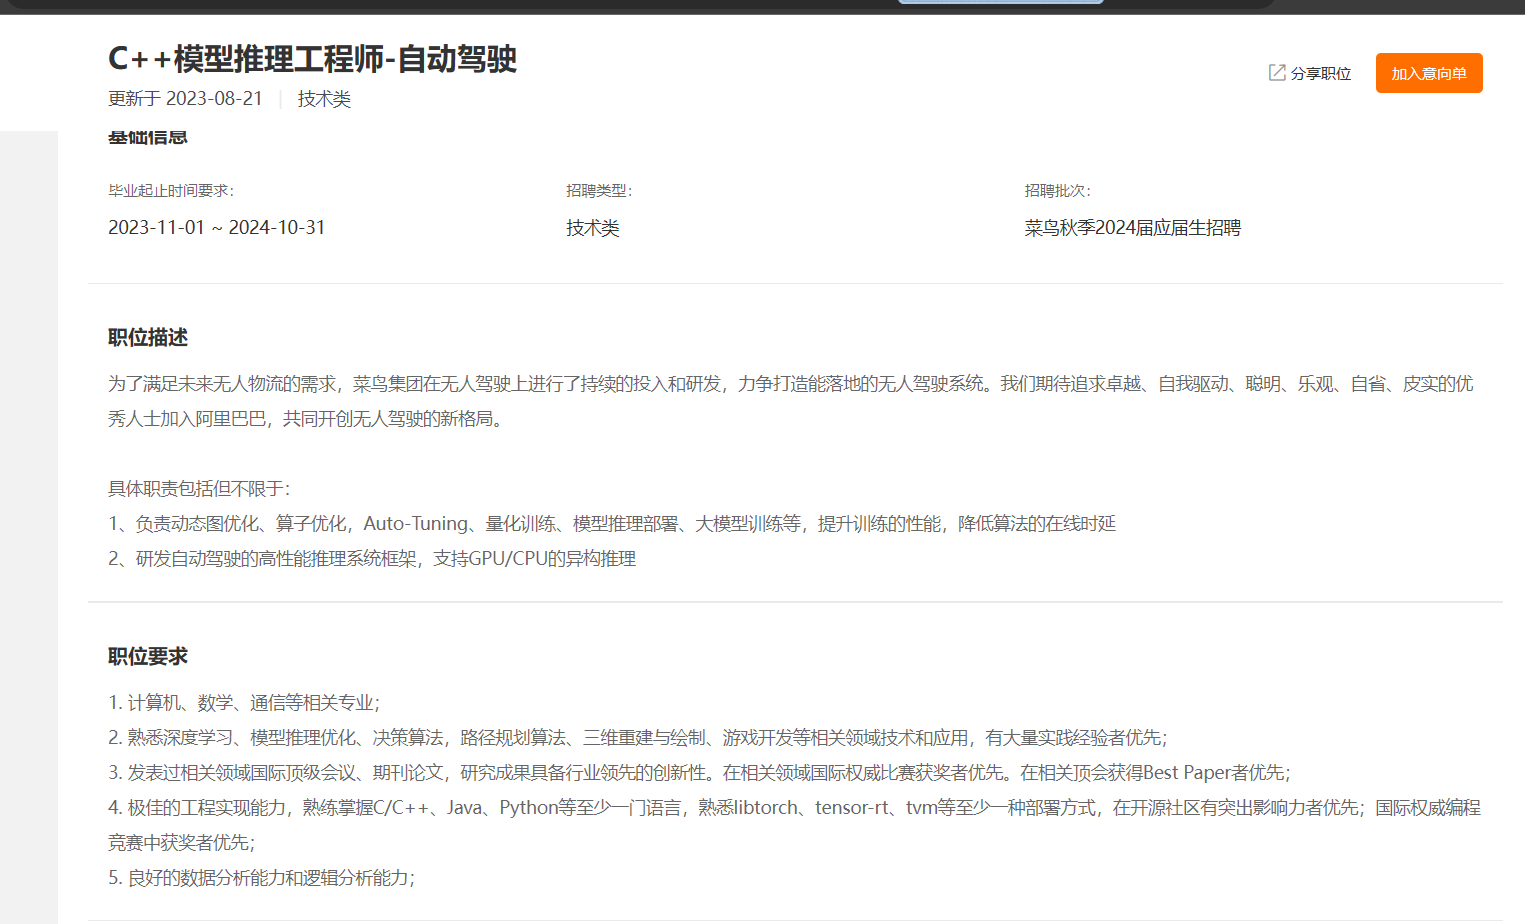 C++模型推理工程师-自动驾驶
分享职位
加入意向单
更新于 2023-08-21
技术类
基础信息
毕业起止时间要求：
招聘类型：
招聘批次：
2023-11-01 ~ 2024-10-31
技术类
菜鸟秋季2024届应届生招聘
职位描述
为了满足未来无人物流的需求，菜鸟集团在无人驾驶上进行了持续的投入和研发，力争打造能落地的无人驾驶系统。我们期待追求卓越、自我驱动、聪明、乐观、自省、皮实的优
秀人士加入阿里巴巴，共同开创无人驾驶的新格局。
具体职责包括但不限于：
1、负责动态图优化、算子优化，Auto-Tuning、量化训练、模型推理部署、大模型训练等，提升训练的性能，降低算法的在线时延
2、研发自动驾驶的高性能推理系统框架，支持GPU/CPU的异构推理
职位要求
1. 计算机、数学、通信等相关专业；
2. 熟悉深度学习、模型推理优化、决策算法，路径规划算法、三维重建与绘制、游戏开发等相关领域技术和应用，有大量实践经验者优先；
3. 发表过相关领域国际顶级会议、期刊论文，研究成果具备行业领先的创新性。在相关领域国际权威比赛获奖者优先。在相关顶会获得Best Paper者优先；
4. 极佳的工程实现能力，熟练掌握C/C++、Java、Python等至少一门语言，熟悉libtorch、tensor-rt、tvm等至少一种部署方式，在开源社区有突出影响力者优先；国际权威编程
竞赛中获奖者优先；
5. 良好的数据分析能力和逻辑分析能力；